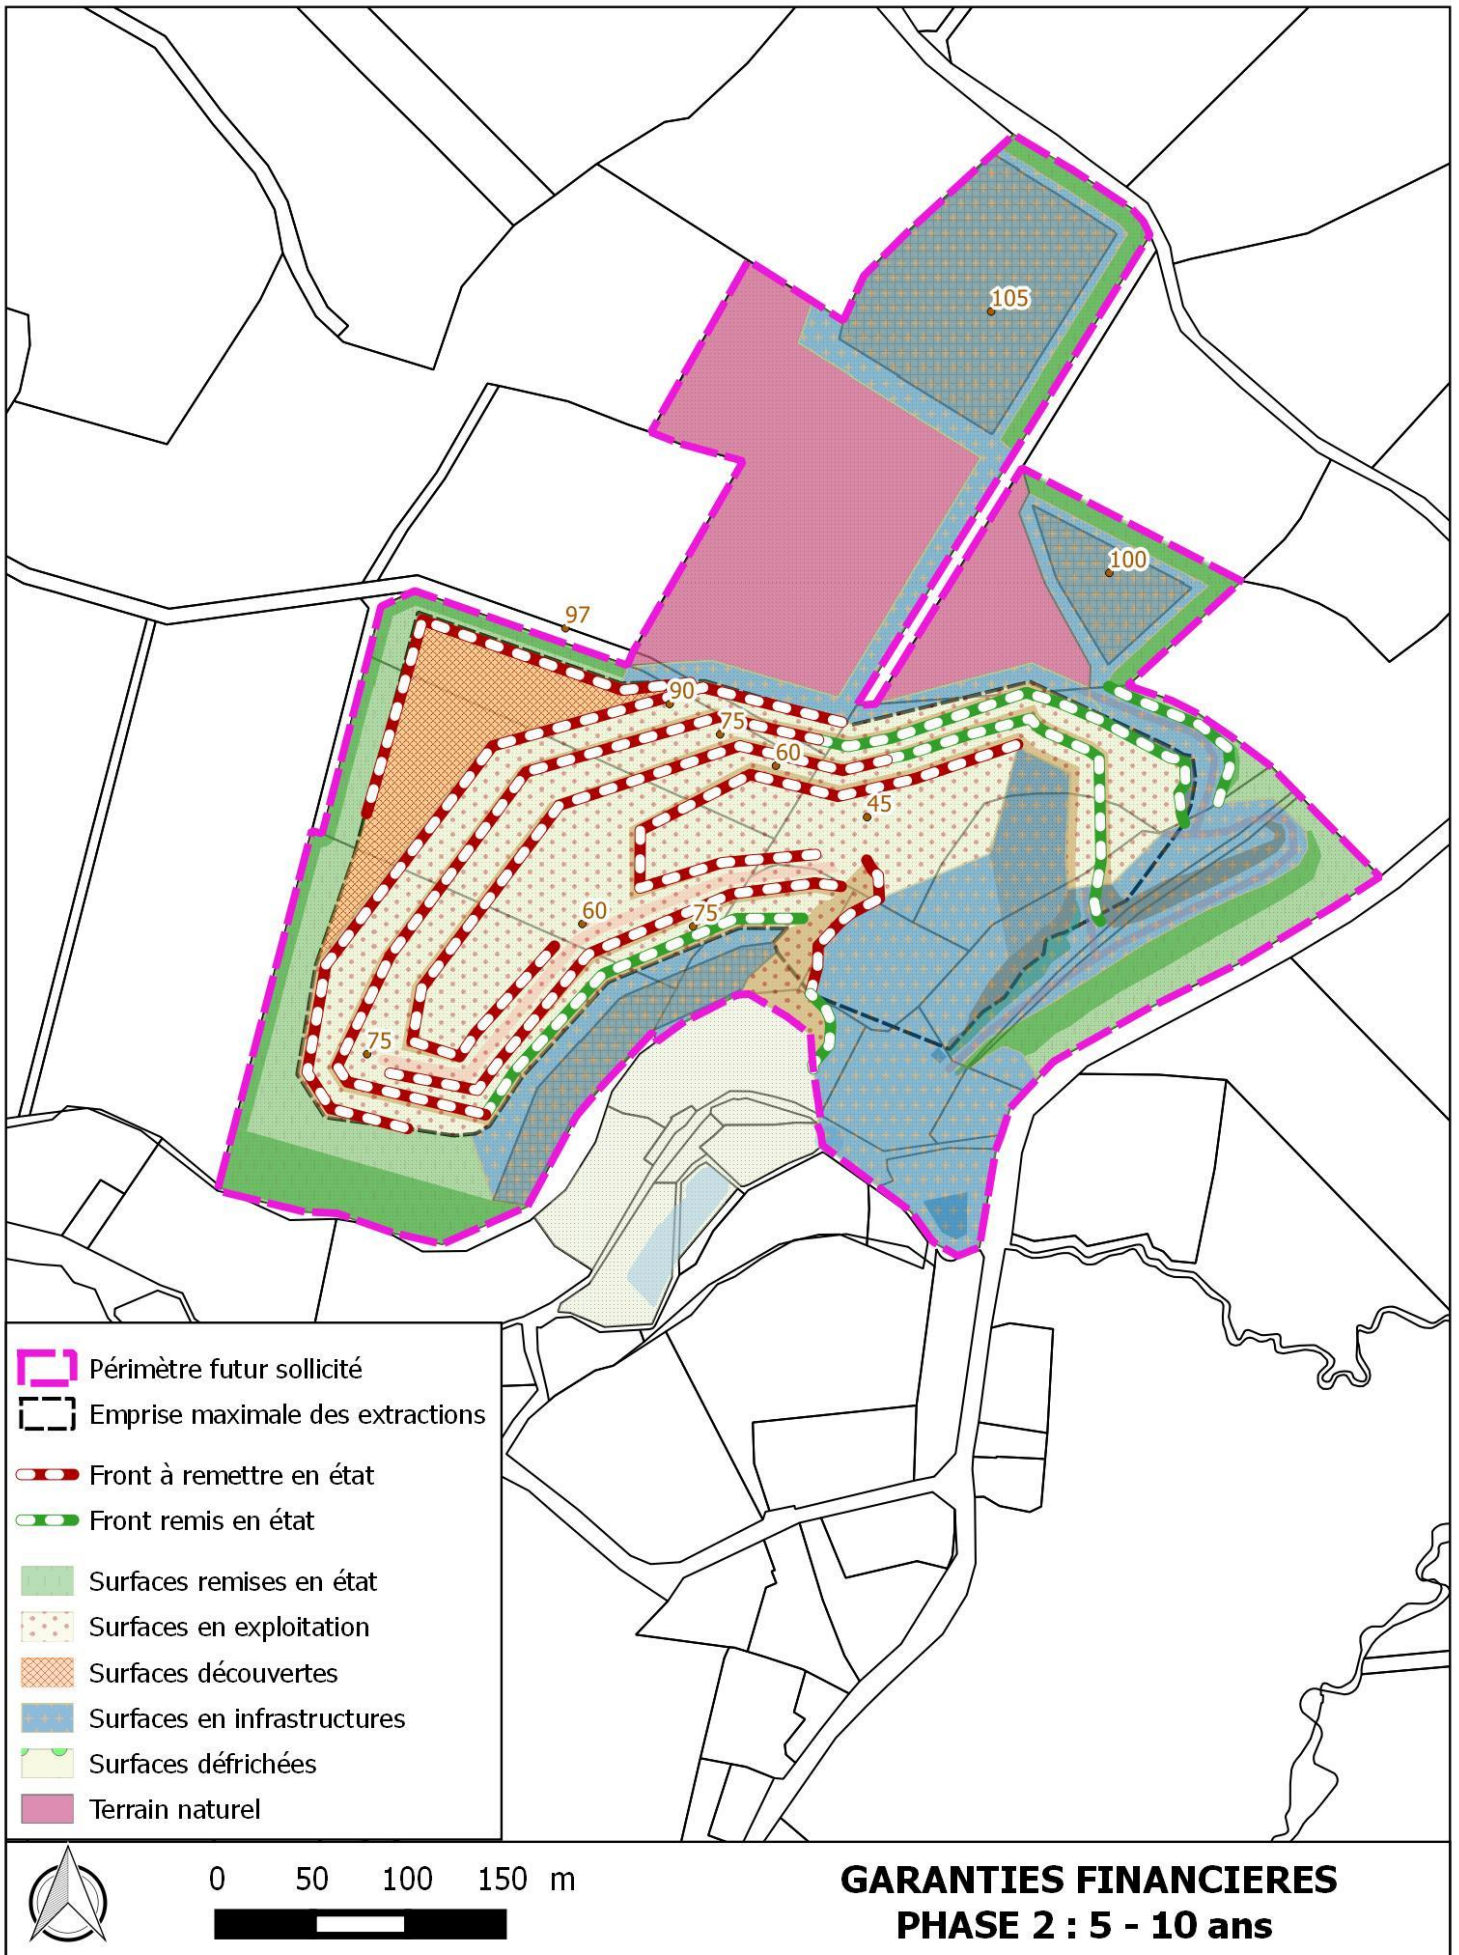 105
100
97
90
75
60
45
60
75
75
Périmètre futur sollicité
Emprise maximale des extractions
Front à remettre en état
Front remis en état
Surfaces remises en état
Surfaces en exploitation
Surfaces découvertes
Surfaces en infrastructures
Surfaces défrichées
Terrain naturel
0 50 100 150 m
GARANTIES FINANCIERES
PHASE 2 : 5 - 10 ans